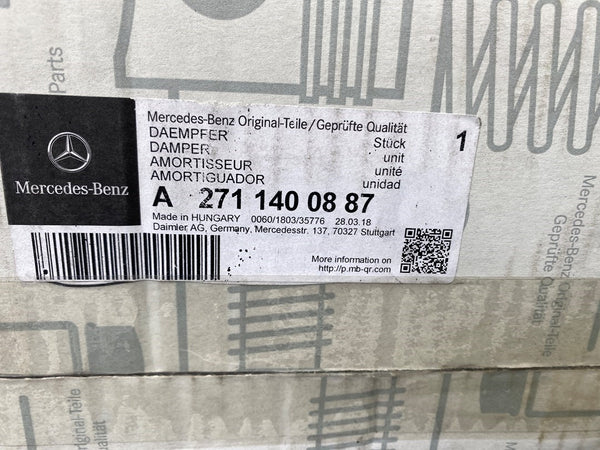 Parts
Mercedes-Benz
Mercedes-Benz Original-Teile/Geprüfte Qualität
DAEMPFER Stück 1
DAMPER unit
AMORTISSEUR unité
AMORTIGUADOR unidad
A 271 140 08 87
Made in HUNGARY 0060/1803/35776 28.03.18
Daimler AG, Germany, Mercedesstr. 137, 70327 Stuttgart
More information on
http://p.mb-qr.com
Mercedes-Benz Original-Teile
Geprüfte Qualität